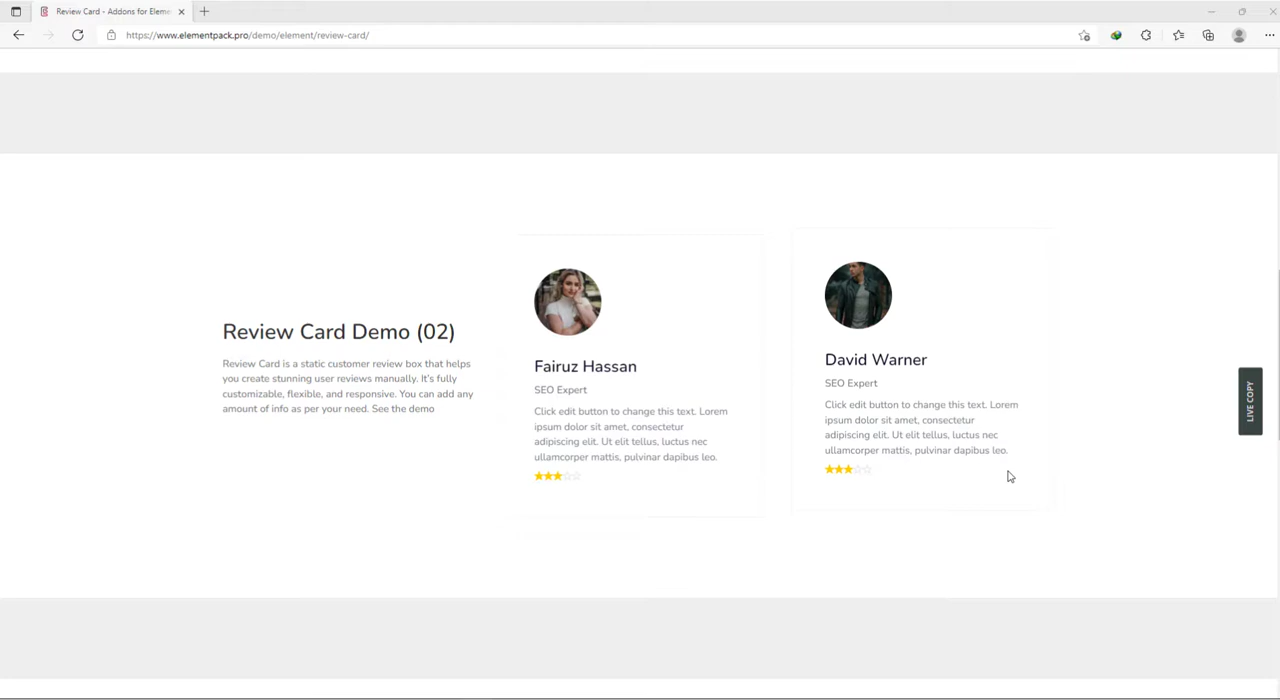 Review Card - Addons for Eleme
https://www.elementpack.pro/demo/element/review-card/
Review Card Demo (02)
Review Card is a static customer review box that helps
you create stunning user reviews manually. It's fully
customizable, flexible, and responsive. You can add any
amount of info as per your need. See the demo
Fairuz Hassan
SEO Expert
Click edit button to change this text. Lorem
ipsum dolor sit amet, consectetur
adipiscing elit. Ut elit tellus, luctus nec
ullamcorper mattis, pulvinar dapibus leo.
David Warner
SEO Expert
Click edit button to change this text. Lorem
ipsum dolor sit amet, consectetur
adipiscing elit. Ut elit tellus, luctus nec
ullamcorper mattis, pulvinar dapibus leo.
LIVE COPY